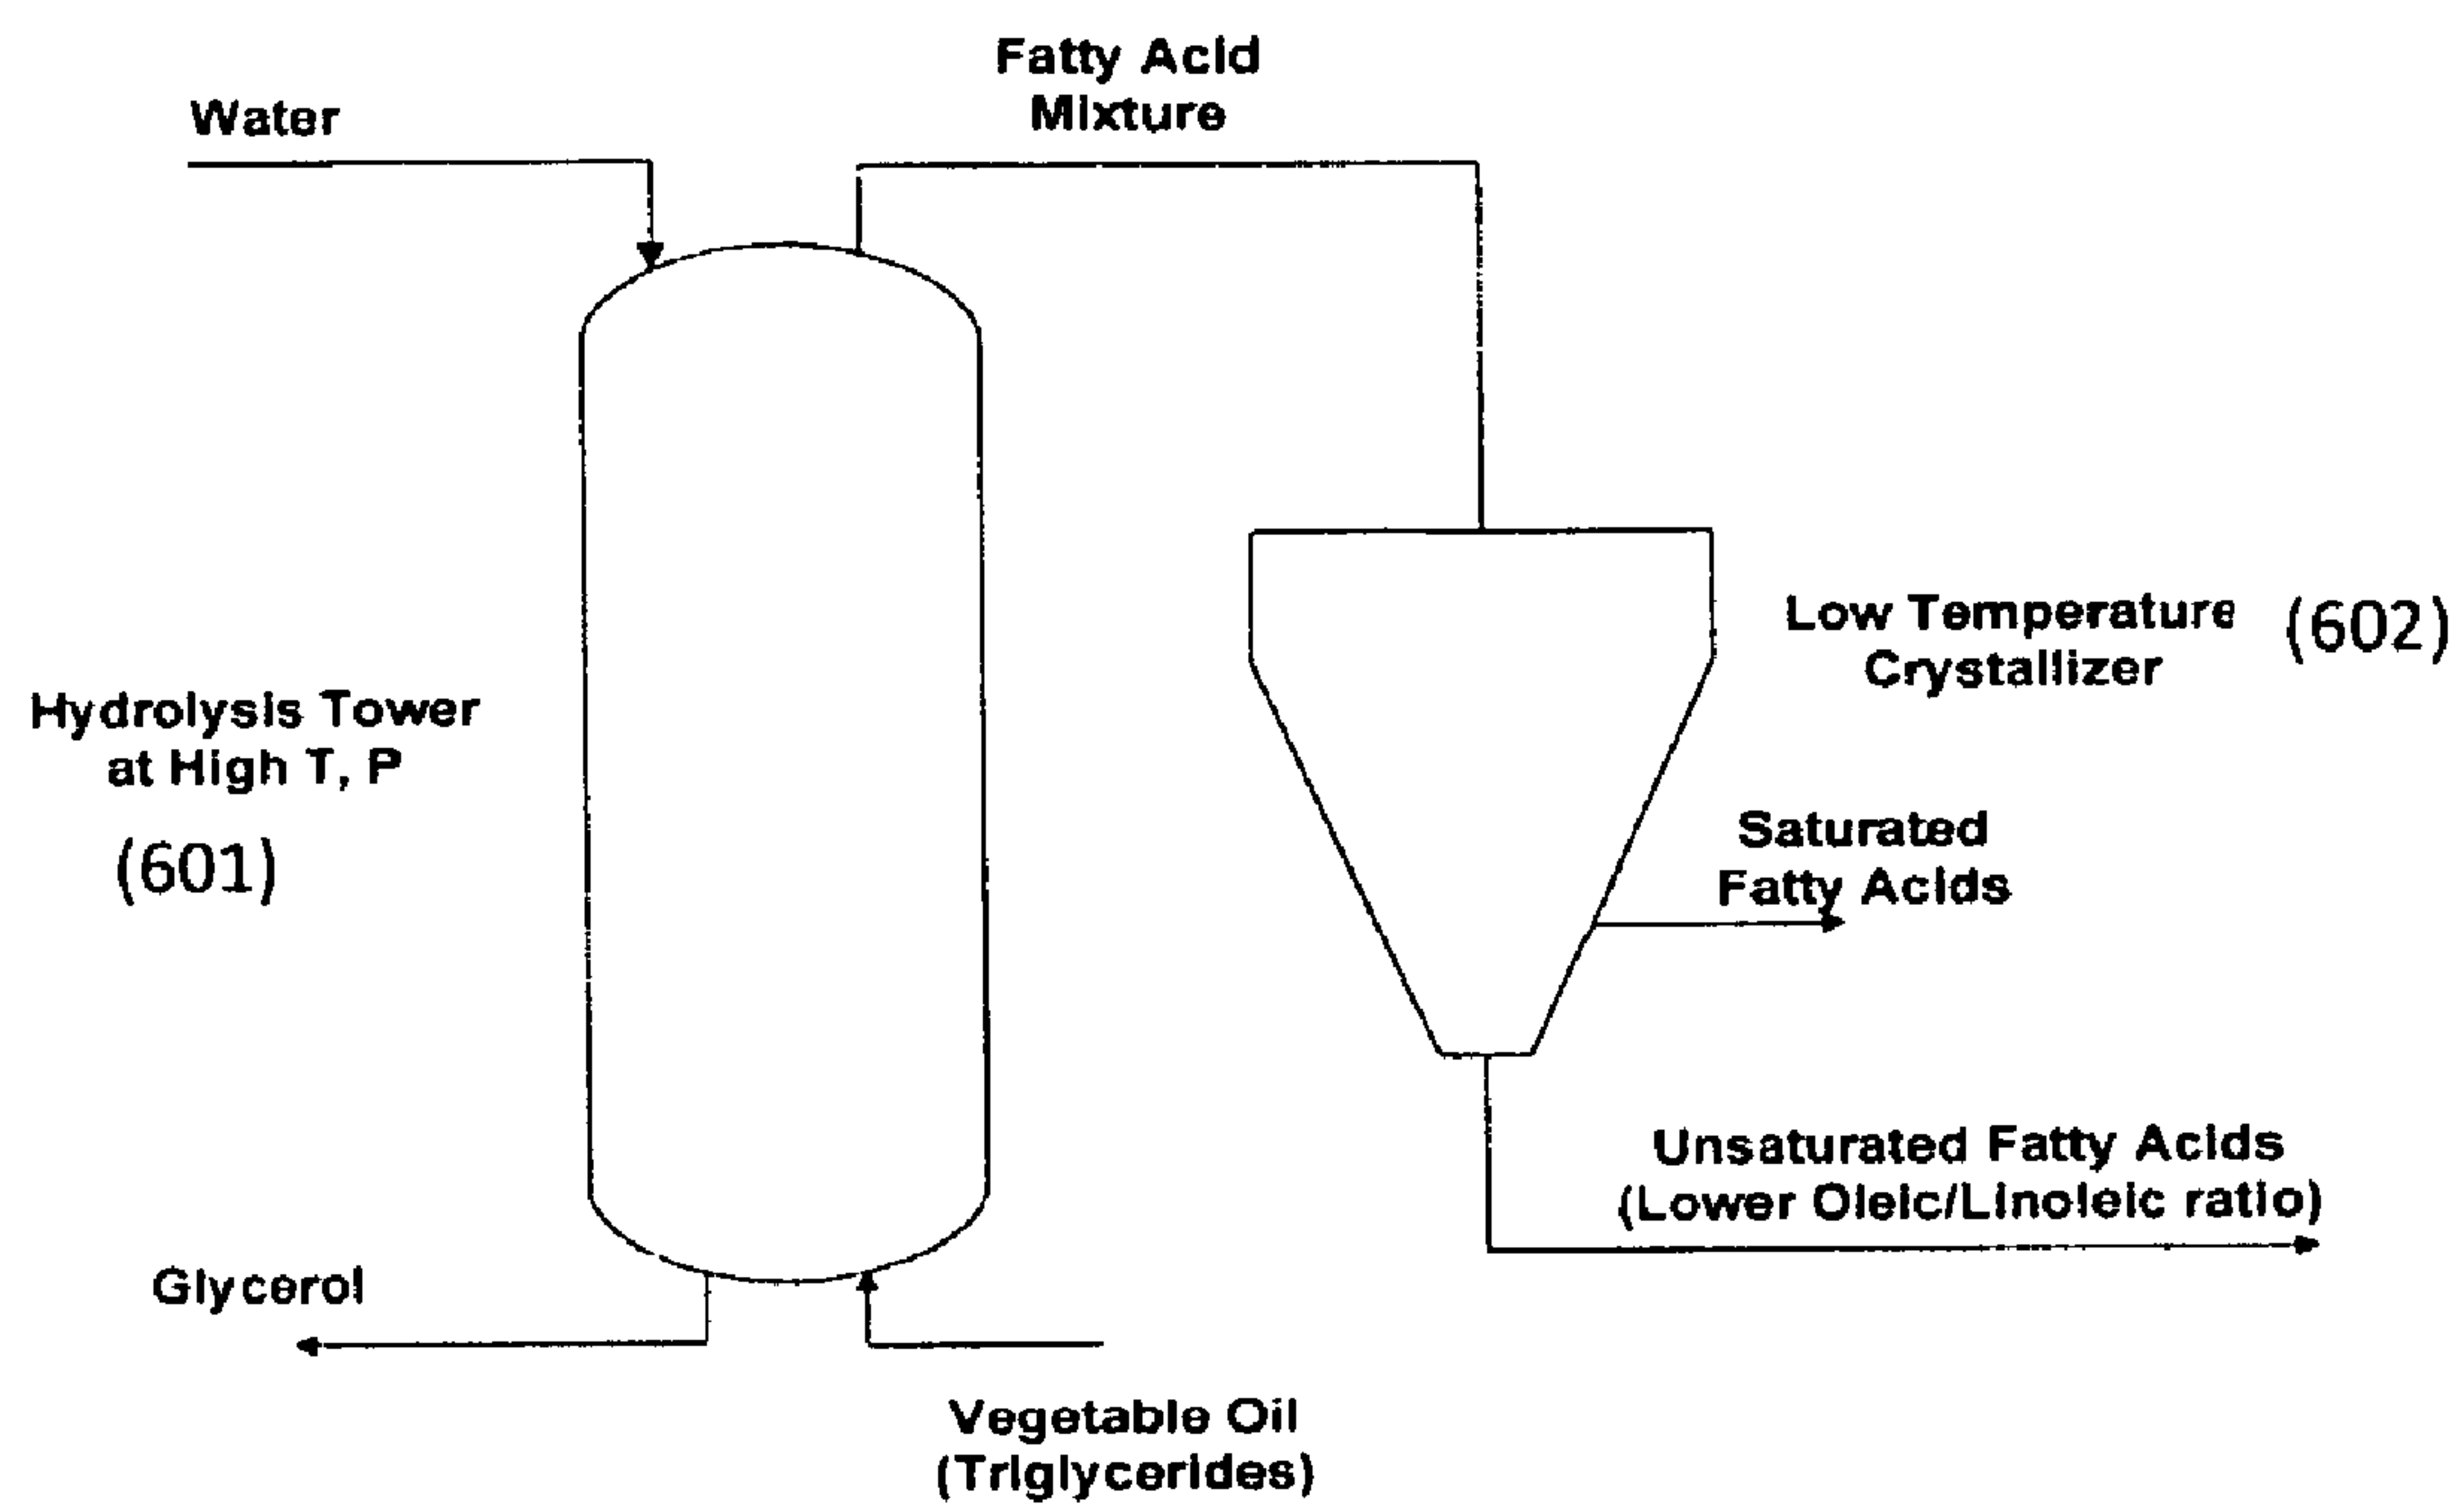 Fatty Acid
Mixture
Water
Low Temperature (602)
Crystallizer
Hydrolysis Tower
at High T, P
(601)
Saturated
Fatty Acids
Unsaturated Fatty Acids
(Lower Oleic/Linoleic ratio)
Glycerol
Vegetable Oil
(Triglycerides)